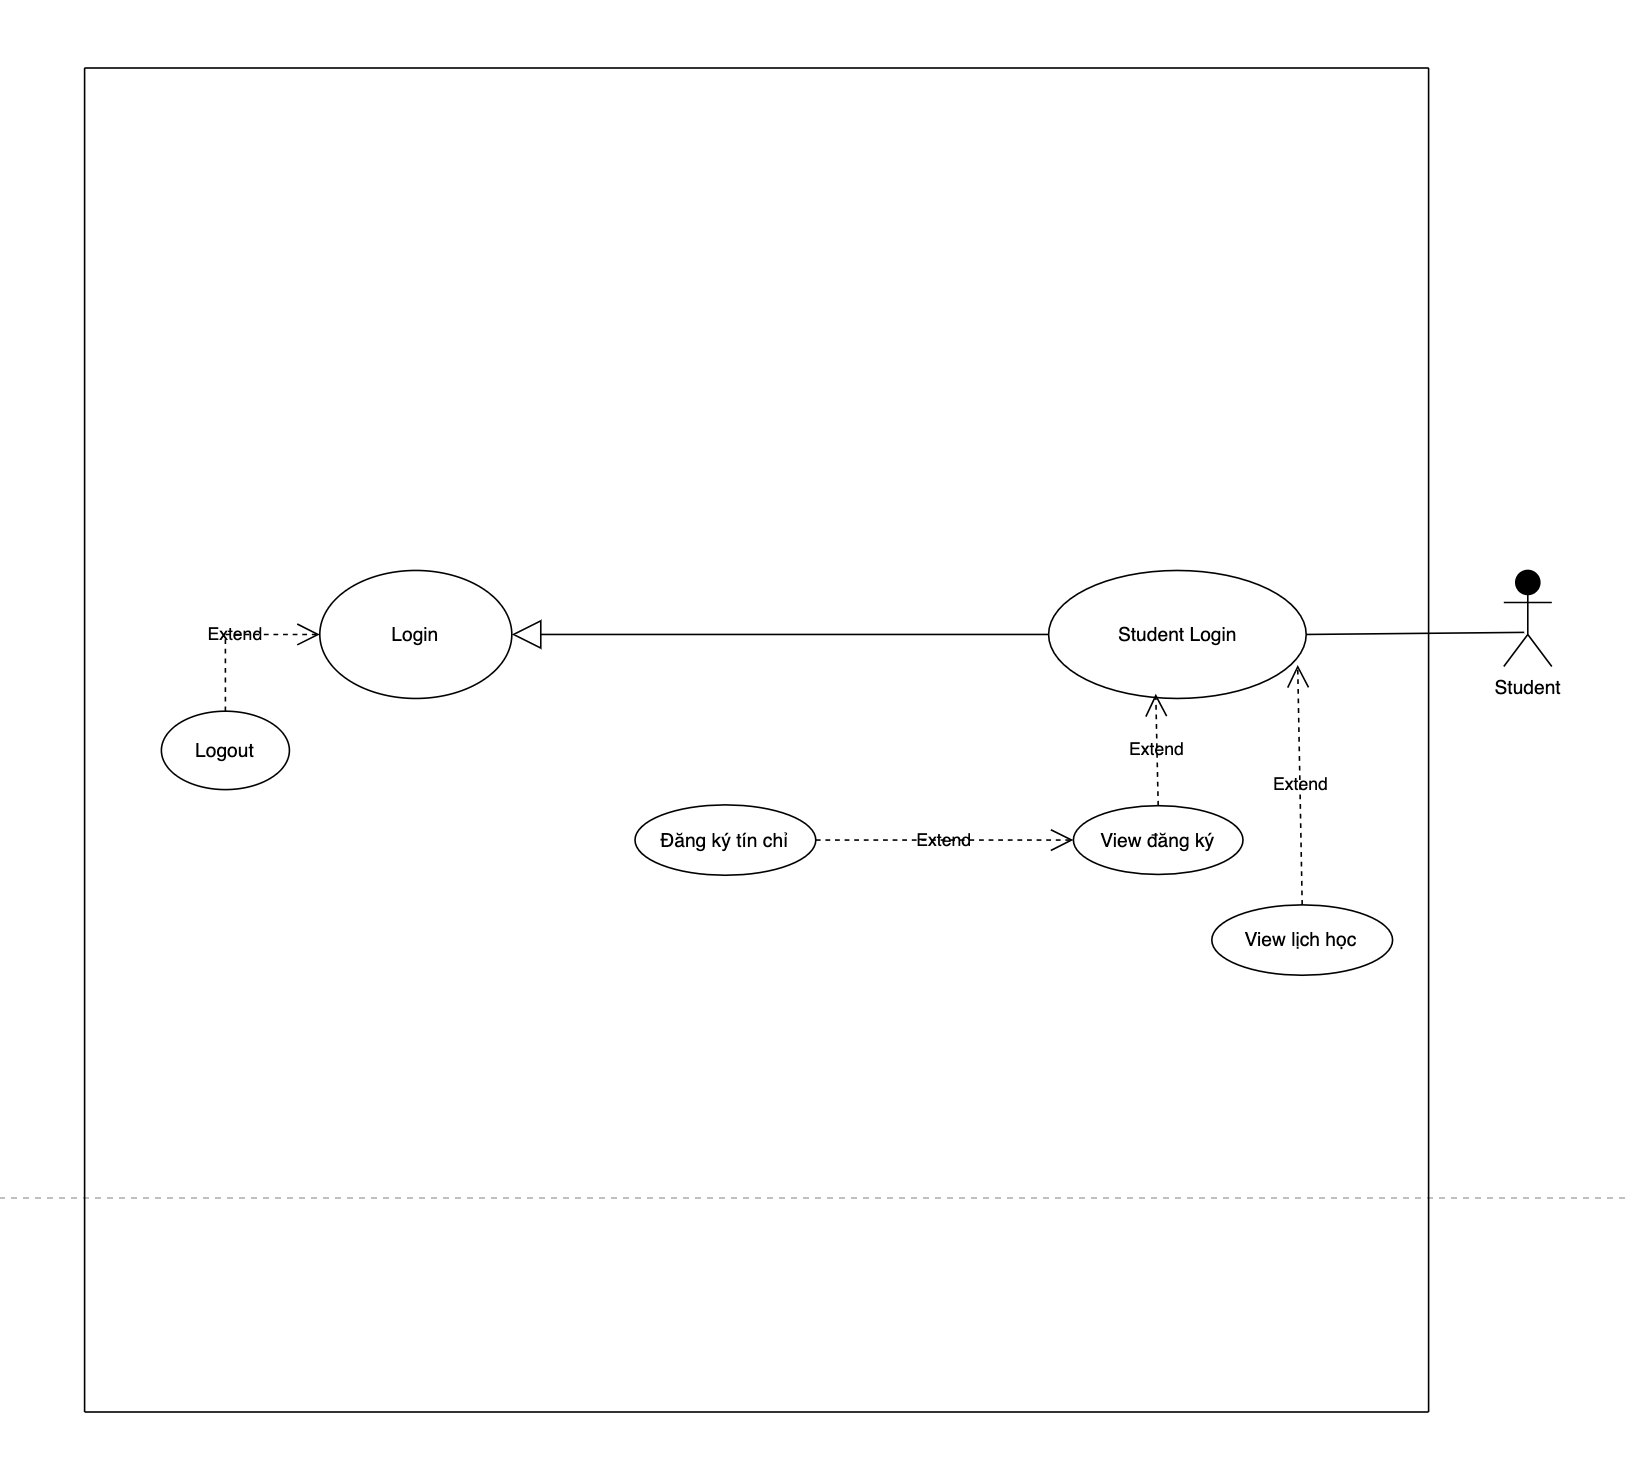 Extend
Login
Student Login
Student
Logout
Extend
Extend
Đăng ký tín chỉ
Extend
View đăng ký
View lịch học